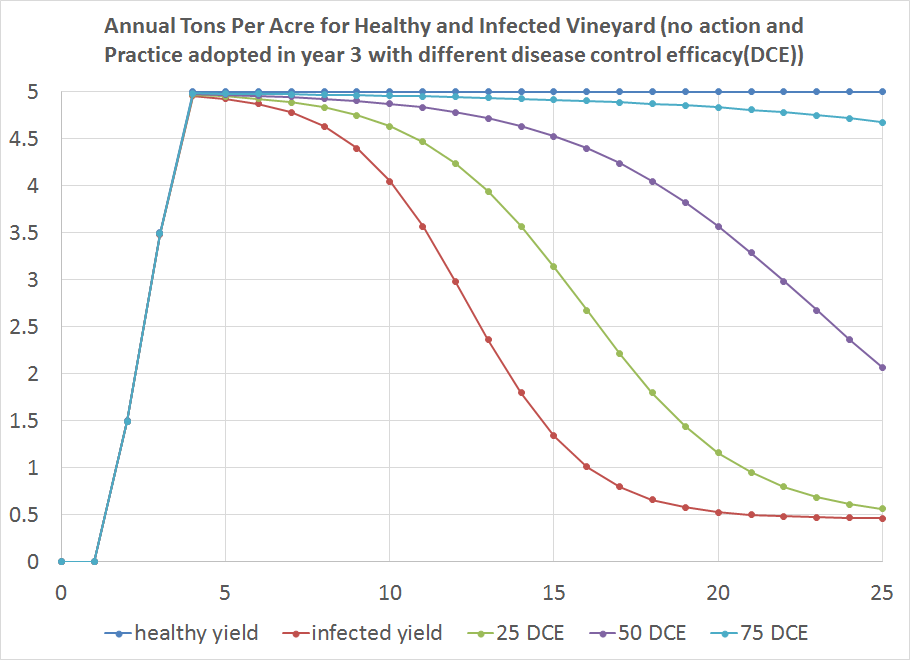 Annual Tons Per Acre for Healthy and Infected Vineyard (no action and
Practice adopted in year 3 with different disease control efficacy(DCE))
5
4.5
4
3.5
3
2.5
2
1.5
1
0.5
0
0 5 10 15 20 25
healthy yield infected yield 25 DCE 50 DCE 75 DCE